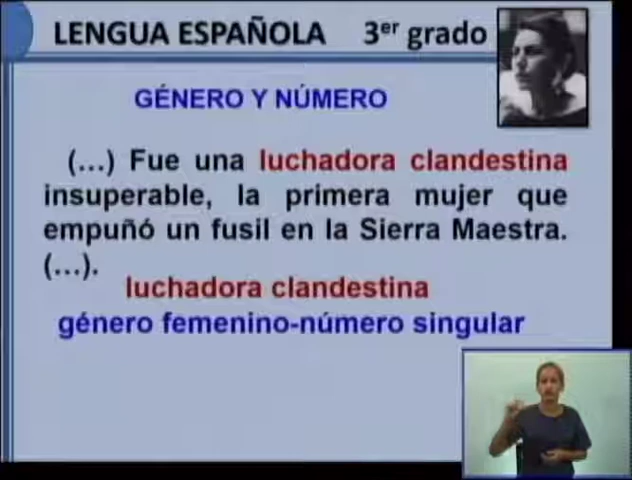 LENGUA ESPAÑOLA 3er grado
GÉNERO Y NÚMERO
(...) Fue una luchadora clandestina
insuperable, la primera mujer que
empuñó un fusil en la Sierra Maestra.
(...).
luchadora clandestina
género femenino-número singular